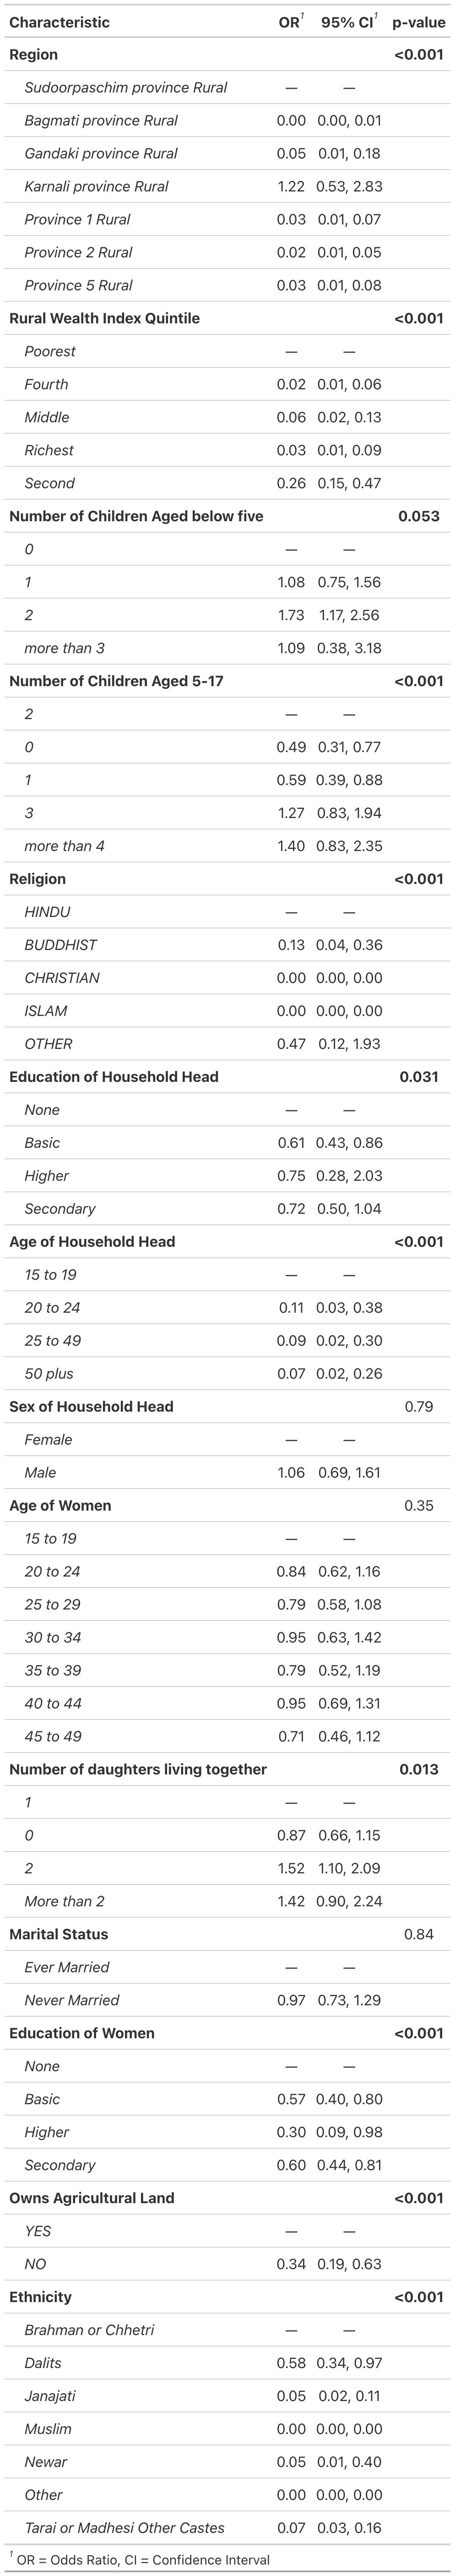 Characteristic OR¹ 95% CI¹ p-value
Region <0.001
Sudoorpaschim province Rural — —
Bagmati province Rural 0.00 0.00, 0.01
Gandaki province Rural 0.05 0.01, 0.18
Karnali province Rural 1.22 0.53, 2.83
Province 1 Rural 0.03 0.01, 0.07
Province 2 Rural 0.02 0.01, 0.05
Province 5 Rural 0.03 0.01, 0.08
Rural Wealth Index Quintile <0.001
Poorest — —
Fourth 0.02 0.01, 0.06
Middle 0.06 0.02, 0.13
Richest 0.03 0.01, 0.09
Second 0.26 0.15, 0.47
Number of Children Aged below five 0.053
0 — —
1 1.08 0.75, 1.56
2 1.73 1.17, 2.56
more than 3 1.09 0.38, 3.18
Number of Children Aged 5-17 <0.001
2 — —
0 0.49 0.31, 0.77
1 0.59 0.39, 0.88
3 1.27 0.83, 1.94
more than 4 1.40 0.83, 2.35
Religion <0.001
HINDU — —
BUDDHIST 0.13 0.04, 0.36
CHRISTIAN 0.00 0.00, 0.00
ISLAM 0.00 0.00, 0.00
OTHER 0.47 0.12, 1.93
Education of Household Head 0.031
None — —
Basic 0.61 0.43, 0.86
Higher 0.75 0.28, 2.03
Secondary 0.72 0.50, 1.04
Age of Household Head <0.001
15 to 19 — —
20 to 24 0.11 0.03, 0.38
25 to 49 0.09 0.02, 0.30
50 plus 0.07 0.02, 0.26
Sex of Household Head 0.79
Female — —
Male 1.06 0.69, 1.61
Age of Women 0.35
15 to 19 — —
20 to 24 0.84 0.62, 1.16
25 to 29 0.79 0.58, 1.08
30 to 34 0.95 0.63, 1.42
35 to 39 0.79 0.52, 1.19
40 to 44 0.95 0.69, 1.31
45 to 49 0.71 0.46, 1.12
Number of daughters living together 0.013
1 — —
0 0.87 0.66, 1.15
2 1.52 1.10, 2.09
More than 2 1.42 0.90, 2.24
Marital Status 0.84
Ever Married — —
Never Married 0.97 0.73, 1.29
Education of Women <0.001
None — —
Basic 0.57 0.40, 0.80
Higher 0.30 0.09, 0.98
Secondary 0.60 0.44, 0.81
Owns Agricultural Land <0.001
YES — —
NO 0.34 0.19, 0.63
Ethnicity <0.001
Brahman or Chhetri — —
Dalits 0.58 0.34, 0.97
Janajati 0.05 0.02, 0.11
Muslim 0.00 0.00, 0.00
Newar 0.05 0.01, 0.40
Other 0.00 0.00, 0.00
Tarai or Madhesi Other Castes 0.07 0.03, 0.16
¹ OR = Odds Ratio, CI = Confidence Interval